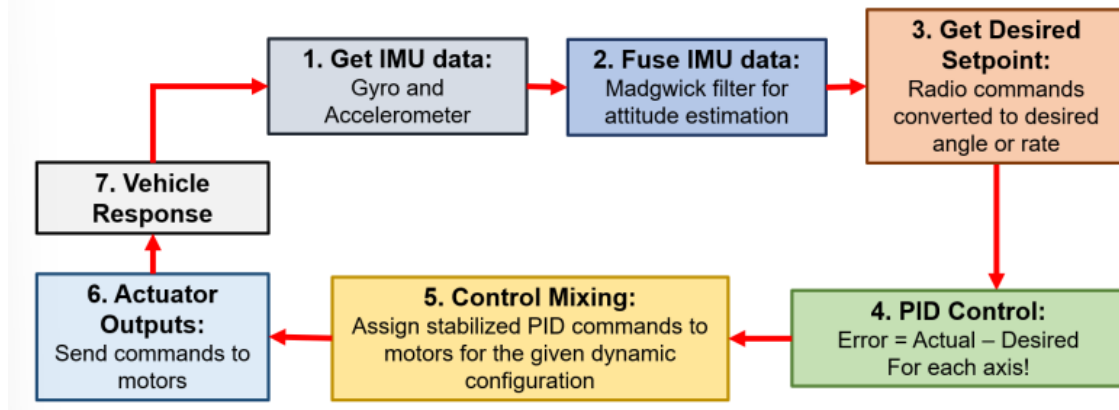 1. Get IMU data:
Gyro and
Accelerometer
2. Fuse IMU data:
Madgwick filter for
attitude estimation
3. Get Desired
Setpoint:
Radio commands
converted to desired
angle or rate
4. PID Control:
Error = Actual – Desired
For each axis!
5. Control Mixing:
Assign stabilized PID commands to
motors for the given dynamic
configuration
6. Actuator
Outputs:
Send commands to
motors
7. Vehicle
Response